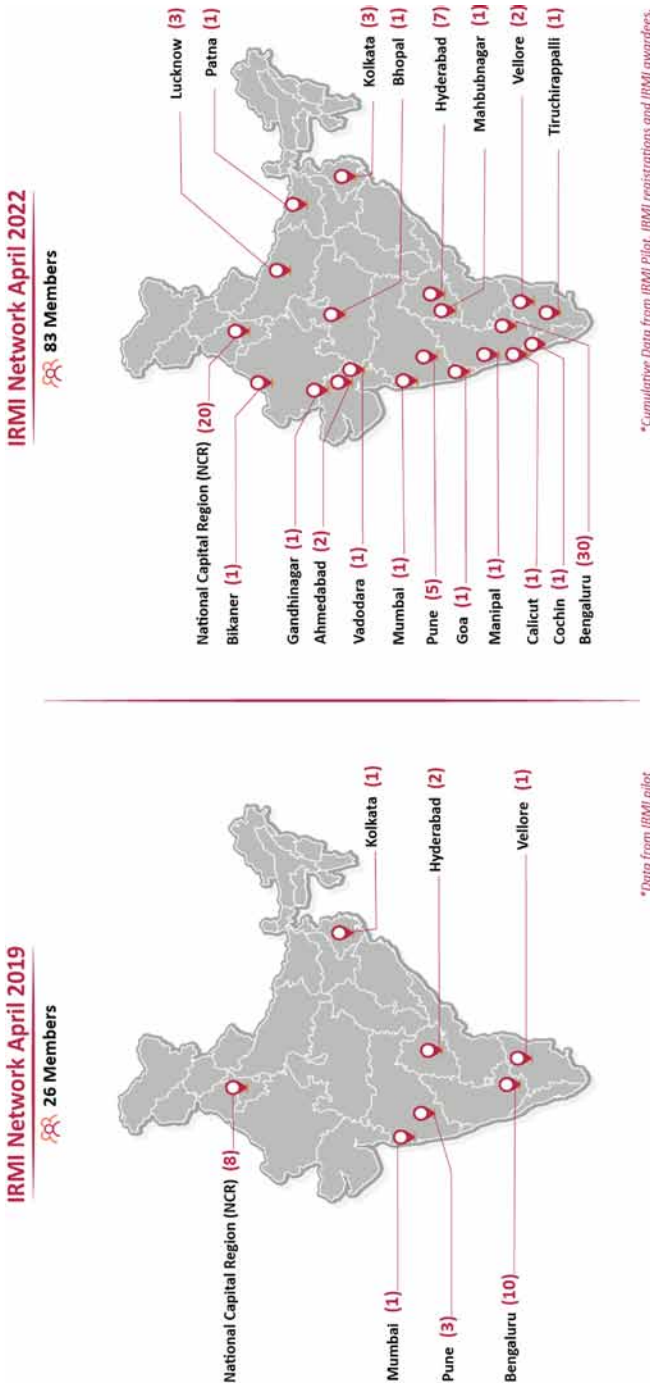 IRMI Network April 2019
26 Members
National Capital Region (NCR) (8)
Mumbai (1)
Pune (3)
Bengaluru (10)
Kolkata (1)
Hyderabad (2)
Vellore (1)
*Data from IRMI pilot
IRMI Network April 2022
83 Members
National Capital Region (NCR) (20)
Bikaner (1)
Gandhinagar (1)
Ahmedabad (2)
Vadodara (1)
Mumbai (1)
Pune (5)
Goa (1)
Manipal (1)
Calicut (1)
Cochin (1)
Bengaluru (30)
Lucknow (3)
Patna (1)
Kolkata (3)
Bhopal (1)
Hyderabad (7)
Mahbubnagar (1)
Vellore (2)
Tiruchirappalli (1)
*Cumulative Data from IRMI Pilot, IRMI registrations and IRMI awardees.